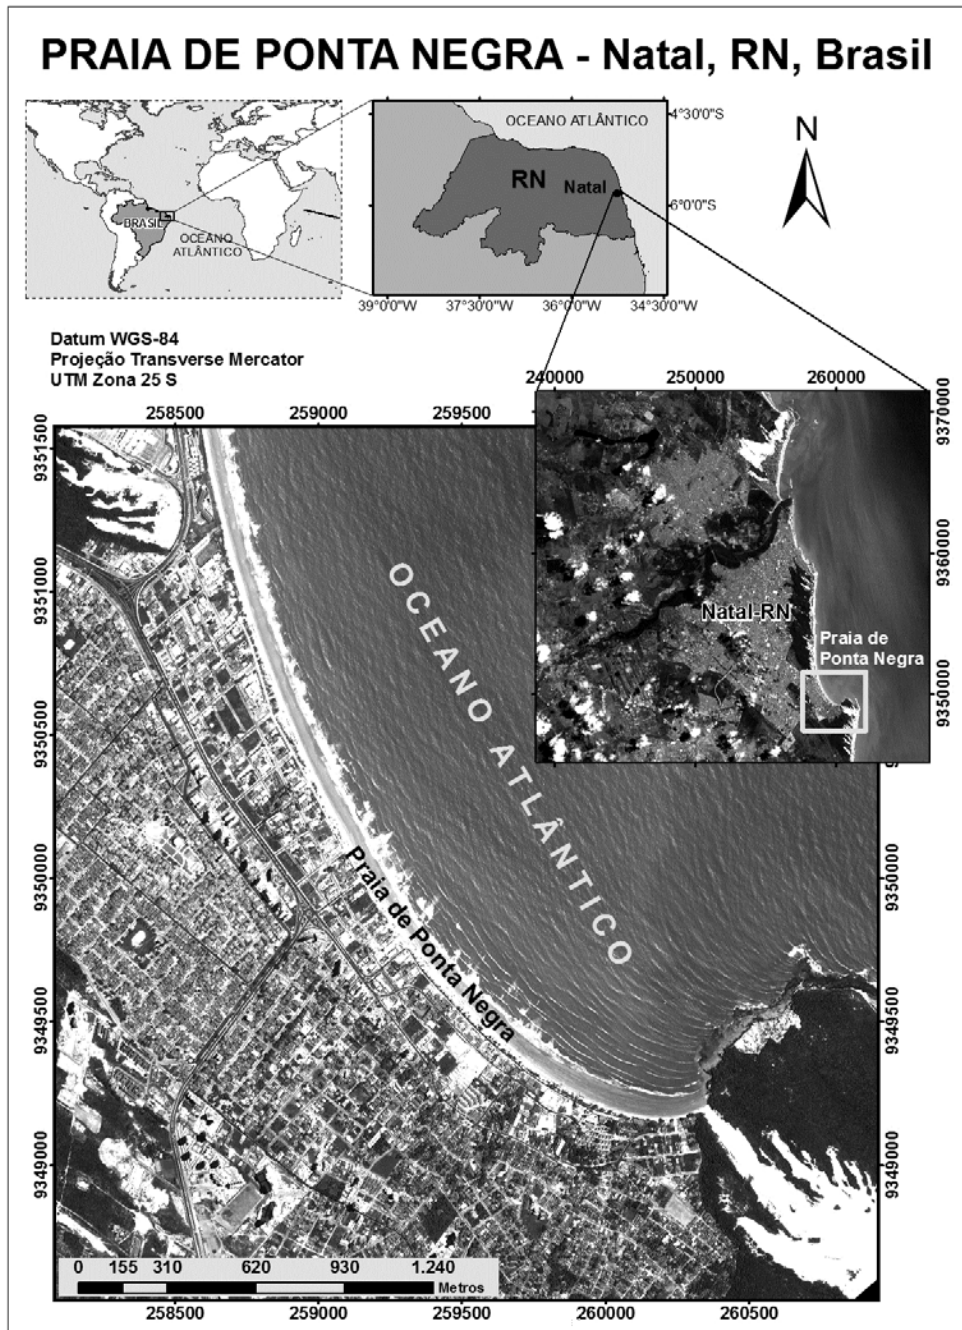 PRAIA DE PONTA NEGRA - Natal, RN, Brasil
BRASIL
OCEANO
ATLÂNTICO
OCEANO ATLÂNTICO
RN
Natal
4°30'0"S
6°0'0"S
39°0'0"W
37°30'0"W
36°0'0"W
34°30'0"W
N
Datum WGS-84
Projeção Transverse Mercator
UTM Zona 25 S
240000
250000
260000
9370000
9360000
9350000
Natal-RN
Praia de
Ponta Negra
258500
259000
259500
9351500
9351000
9350500
9350000
9349500
9349000
OCEANO ATLÂNTICO
Praia de Ponta Negra
9350000
9349500
9349000
0 155 310 620 930 1.240
Metros
258500
259000
259500
260000
260500